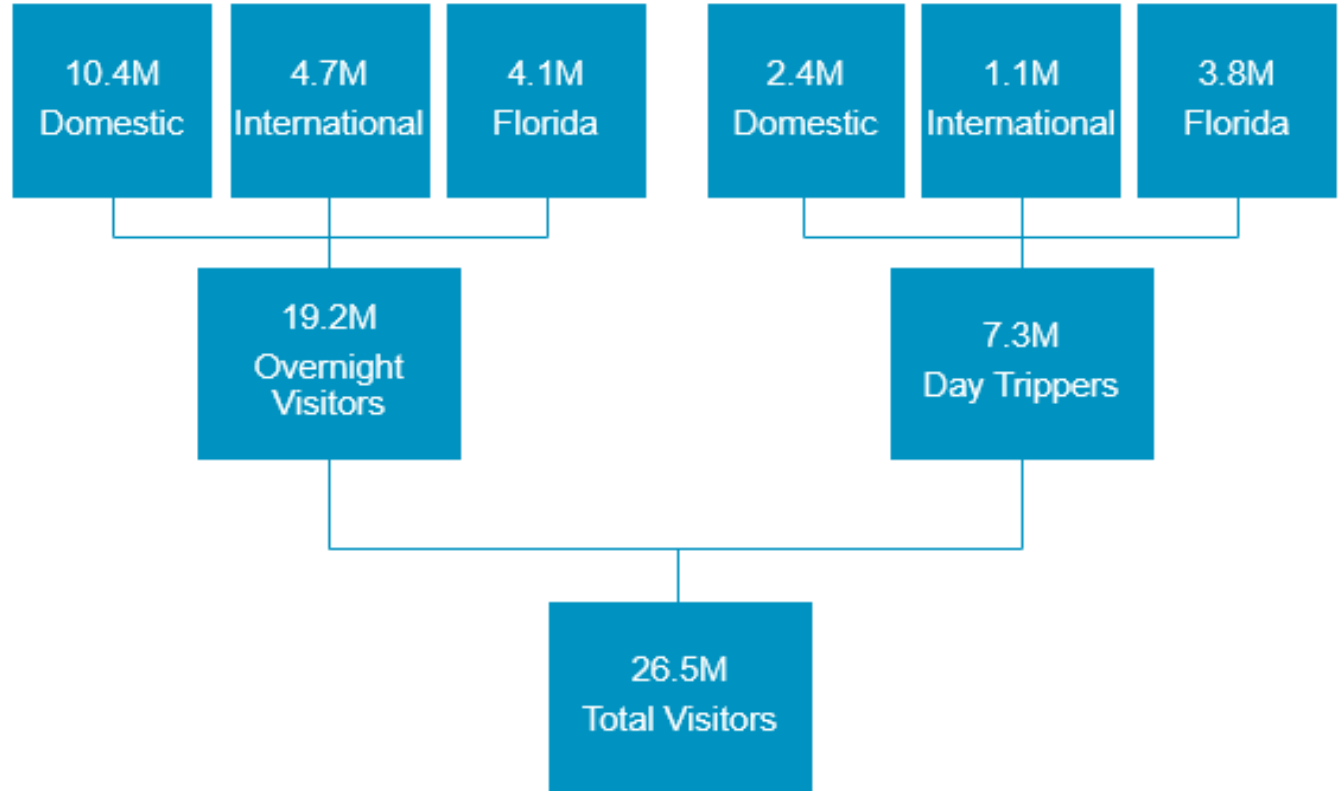 10.4M
Domestic
4.7M
International
4.1M
Florida
2.4M
Domestic
1.1M
International
3.8M
Florida
19.2M
Overnight
Visitors
7.3M
Day Trippers
26.5M
Total Visitors